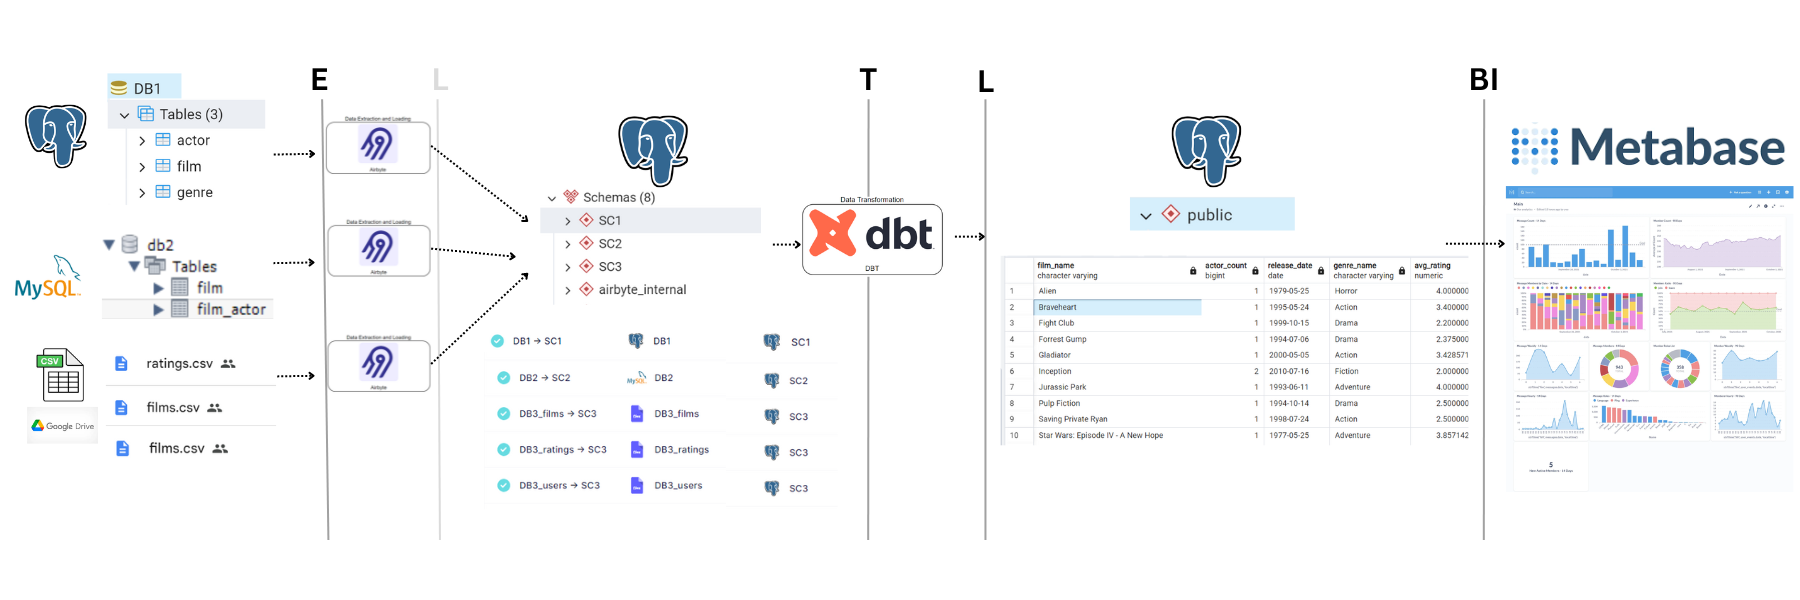 E
L
T
L
BI
DB1
Tables (3)
actor
film
genre
MySQL
db2
Tables
film
film_actor
CSV
Google Drive
ratings.csv
films.csv
films.csv
Data Extraction and Loading
Airbyte
Data Extraction and Loading
Airbyte
Data Extraction and Loading
Airbyte
Schemas (8)
SC1
SC2
SC3
airbyte_internal
DB1 → SC1 DB1 SC1
DB2 → SC2 MySQL DB2 SC2
DB3_films → SC3 DB3_films SC3
DB3_ratings → SC3 DB3_ratings SC3
DB3_users → SC3 DB3_users SC3
Data Transformation
dbt
DBT
public
film_name actor_count release_date genre_name avg_rating
character varying bigint date character varying numeric
1 Alien 1 1979-05-25 Horror 4.000000
2 Braveheart 1 1995-05-24 Action 3.400000
3 Fight Club 1 1999-10-15 Drama 2.200000
4 Forrest Gump 1 1994-07-06 Drama 2.375000
5 Gladiator 1 2000-05-05 Action 3.428571
6 Inception 2 2010-07-16 Fiction 2.000000
7 Jurassic Park 1 1993-06-11 Adventure 4.000000
8 Pulp Fiction 1 1994-10-14 Drama 2.500000
9 Saving Private Ryan 1 1998-07-24 Action 2.500000
10 Star Wars: Episode IV - A New Hope 1 1977-05-25 Adventure 3.857142
Metabase
Main
943
358
5